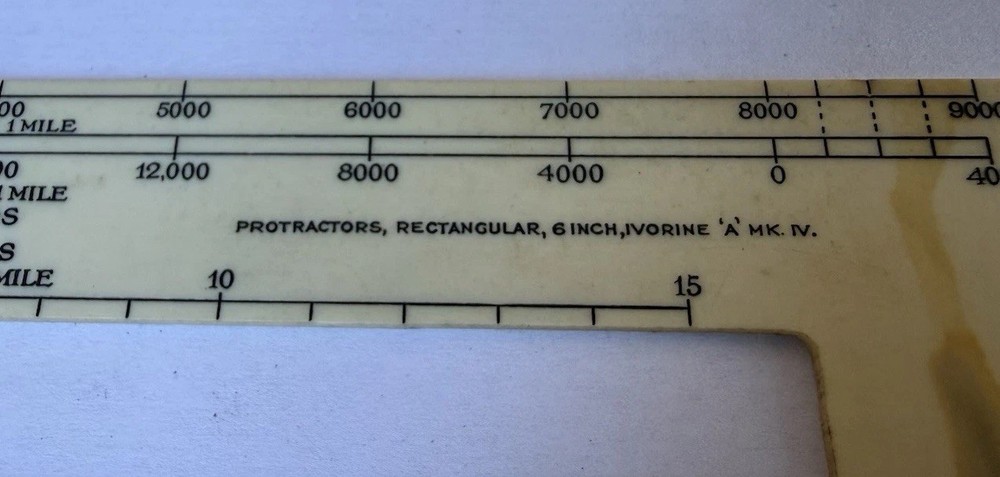 00 5000 6000 7000 8000 9000
1 MILE
00 12,000 8000 4000 0 40
1 MILE
S
PROTRACTORS, RECTANGULAR, 6 INCH, IVORINE 'A' MK. IV.
S
MILE 10 15